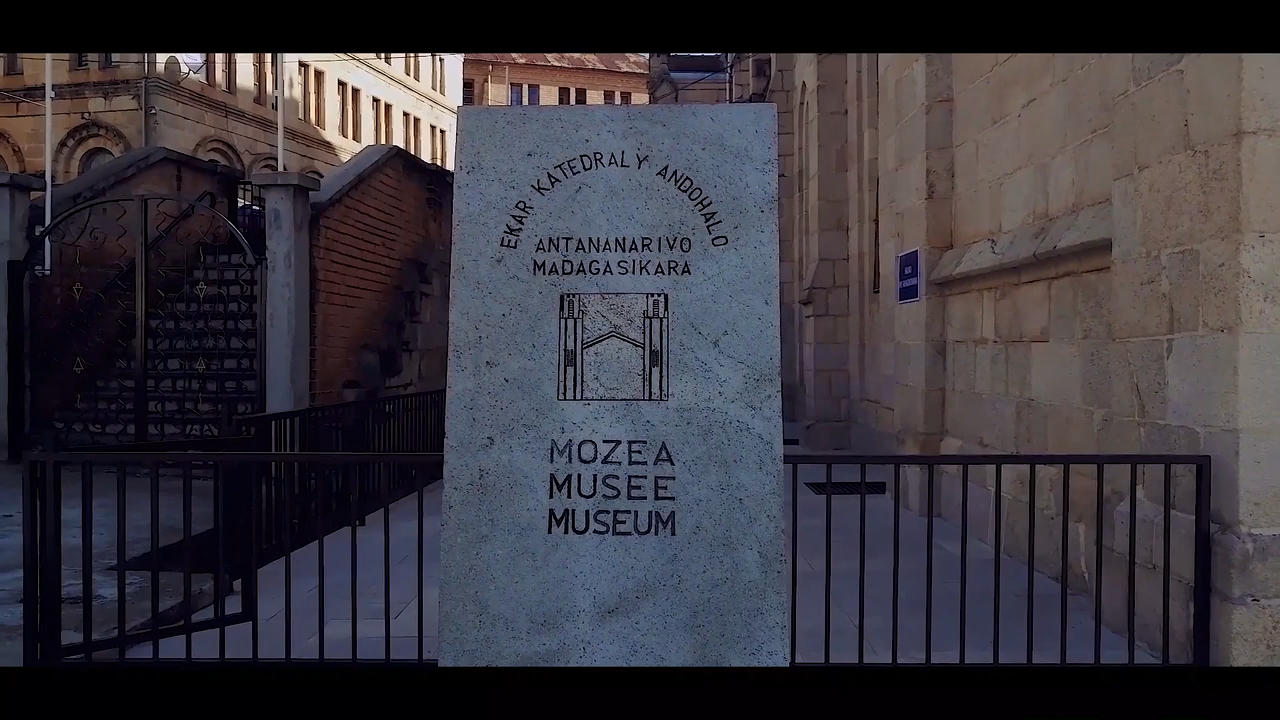 EKAR KATEDRALY ANDOHALO
ANTANANARIVO
MADAGASIKARA
MOZEA
MUSEE
MUSEUM